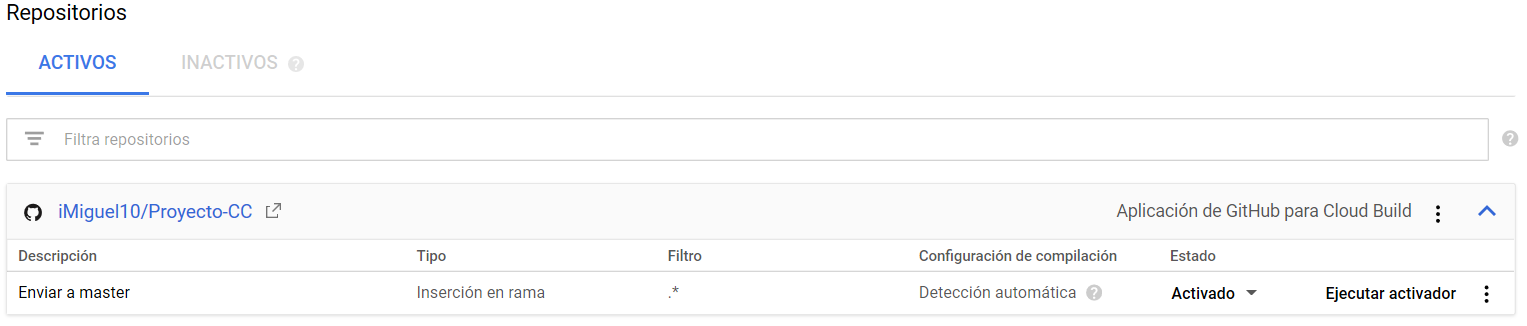 Repositorios
ACTIVOS INACTIVOS ?
Filtra repositorios ?
iMiguel10/Proyecto-CC Aplicación de GitHub para Cloud Build
Descripción Tipo Filtro Configuración de compilación Estado
Enviar a master Inserción en rama .* Detección automática ? Activado Ejecutar activador